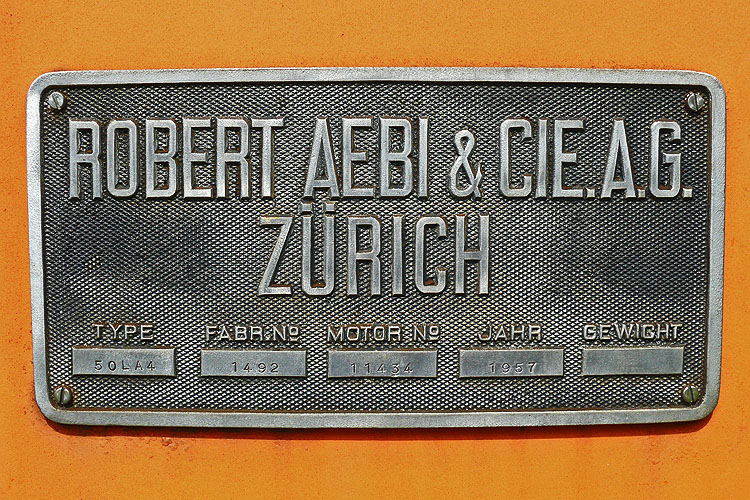 ROBERT AEBI & CIE.A.G.
ZÜRICH
TYPE FABR.No MOTOR No JAHR GEWICHT
50LA4 1492 11434 1957